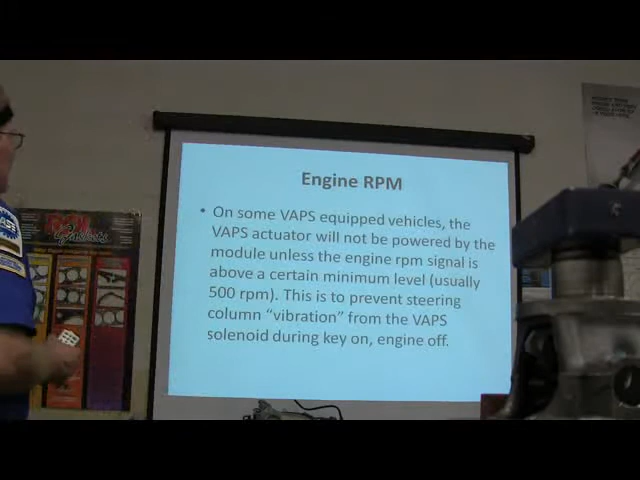 Engine RPM
• On some VAPS equipped vehicles, the
VAPS actuator will not be powered by the
module unless the engine rpm signal is
above a certain minimum level (usually
500 rpm). This is to prevent steering
column “vibration” from the VAPS
solenoid during key on, engine off.